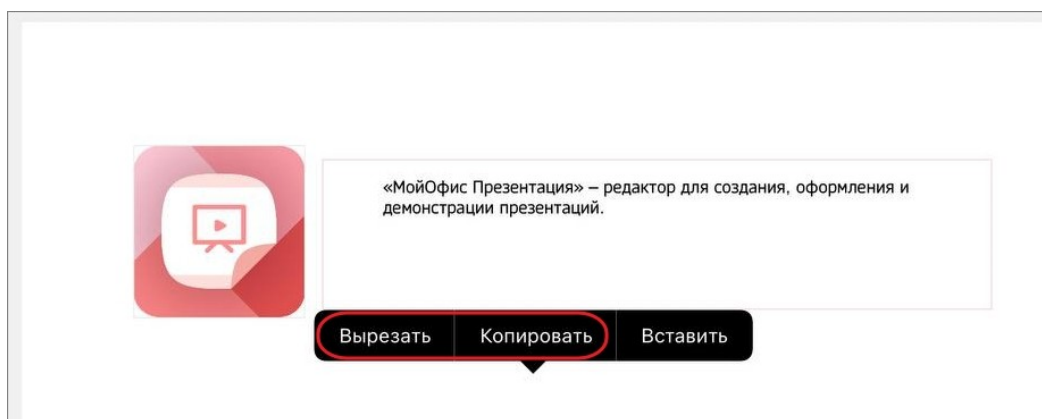 «МойОфис Презентация» – редактор для создания, оформления и
демонстрации презентаций.
Вырезать Копировать Вставить